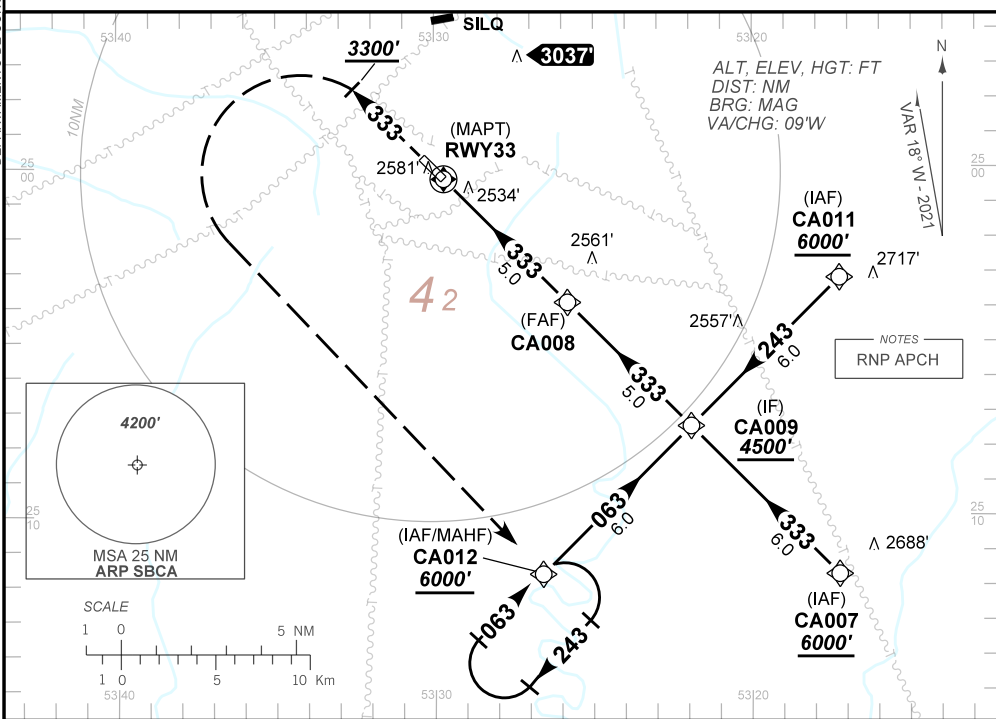 53 40
53 30
53 20
SILQ
3037'
3300'
ALT, ELEV, HGT: FT
DIST: NM
BRG: MAG
VA/CHG: 09'W
N
VAR 18° W - 2021
10NM
333
(MAPT)
RWY33
2581'
2534'
25
00
25
00
(IAF)
CA011
6000'
2717'
2561'
333
5.0
42
(FAF)
CA008
2557'
243
6.0
NOTES
RNP APCH
333
5.0
(IF)
CA009
4500'
4200'
MSA 25 NM
ARP SBCA
25
10
25
10
063
6.0
333
6.0
2688'
(IAF/MAHF)
CA012
6000'
(IAF)
CA007
6000'
063
243
SCALE
1 0 5 NM
1 0 5 10 Km
53 40
53 30
53 20